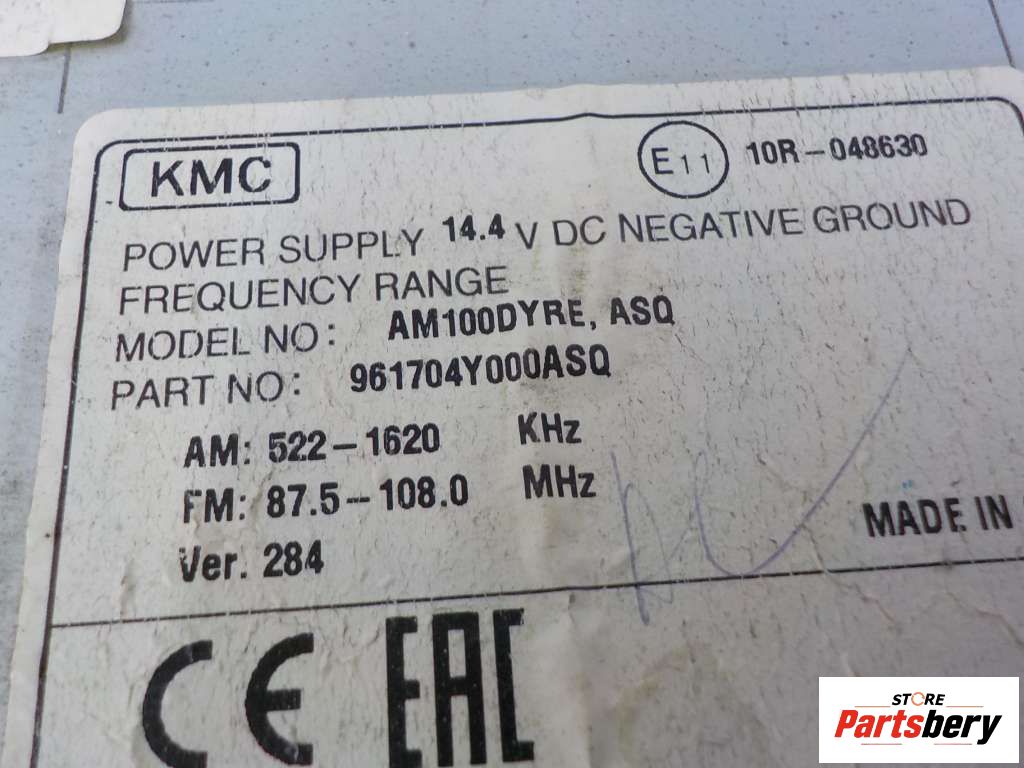 KMC
E11 10R-048630
POWER SUPPLY 14.4 V DC NEGATIVE GROUND
FREQUENCY RANGE
MODEL NO: AM100DYRE, ASQ
PART NO: 961704Y000ASQ
AM: 522-1620 KHz
FM: 87.5-108.0 MHz
Ver. 284
MADE IN
CE EAC
STORE
Partsbery